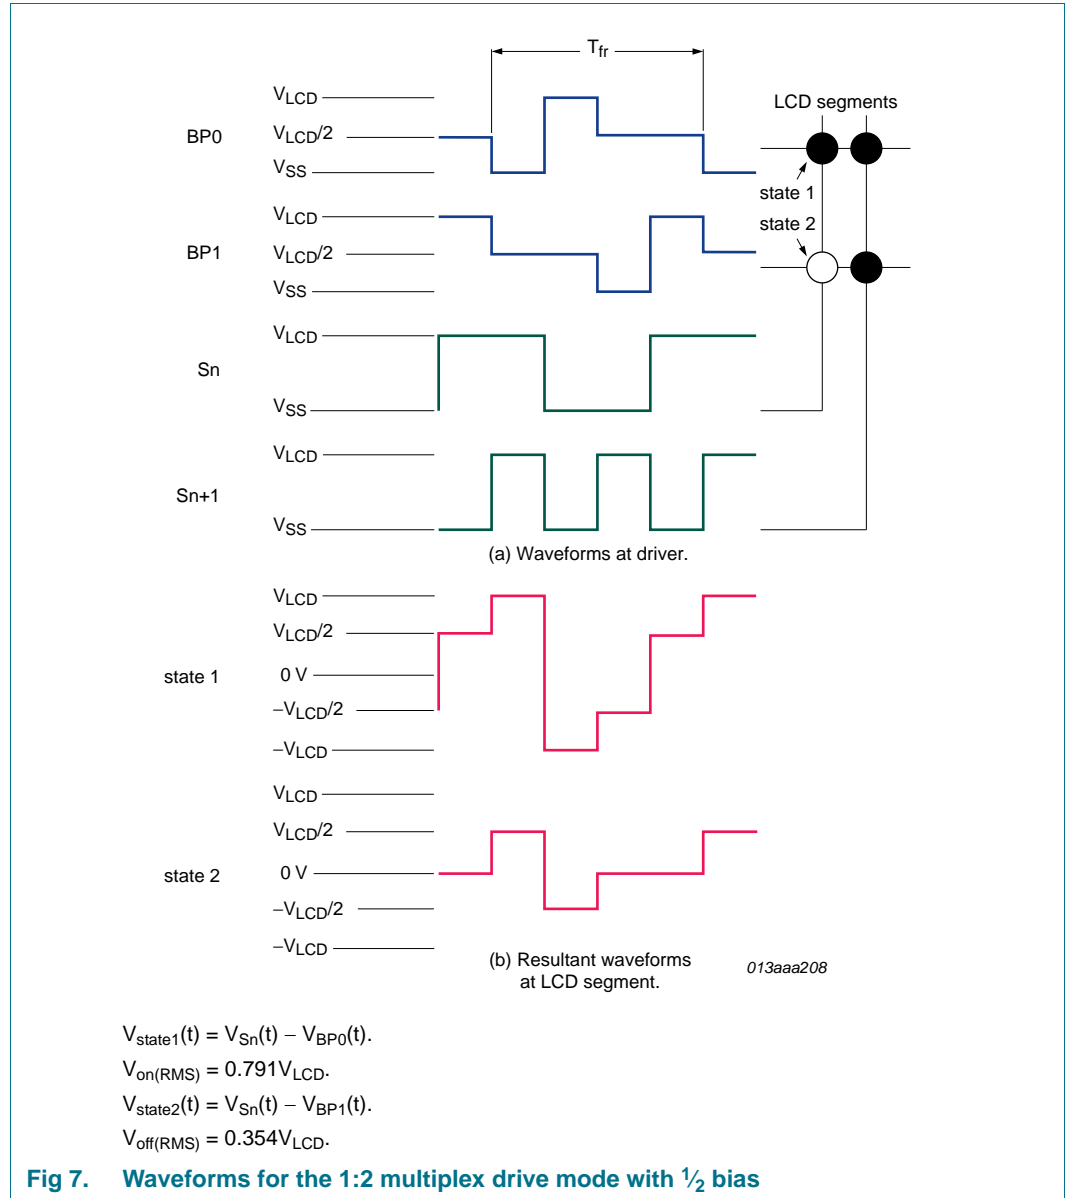 Tfr
VLCD
LCD segments
BP0
VLCD/2
VSS
state 1
VLCD
state 2
BP1
VLCD/2
VSS
VLCD
Sn
VSS
VLCD
Sn+1
VSS
(a) Waveforms at driver.
VLCD
VLCD/2
state 1
0 V
−VLCD/2
−VLCD
VLCD
VLCD/2
state 2
0 V
−VLCD/2
−VLCD
(b) Resultant waveforms
at LCD segment.
013aaa208
Vstate1(t) = VSn(t) − VBP0(t).
Von(RMS) = 0.791VLCD.
Vstate2(t) = VSn(t) − VBP1(t).
Voff(RMS) = 0.354VLCD.
Fig 7. Waveforms for the 1:2 multiplex drive mode with 1⁄2 bias